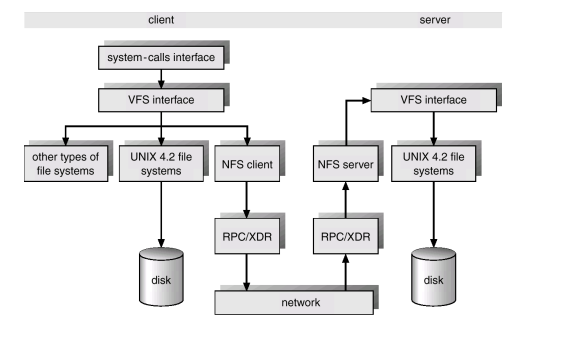 client
server
system-calls interface
VFS interface
VFS interface
other types of
file systems
UNIX 4.2 file
systems
NFS client
NFS server
UNIX 4.2 file
systems
RPC/XDR
RPC/XDR
disk
disk
network